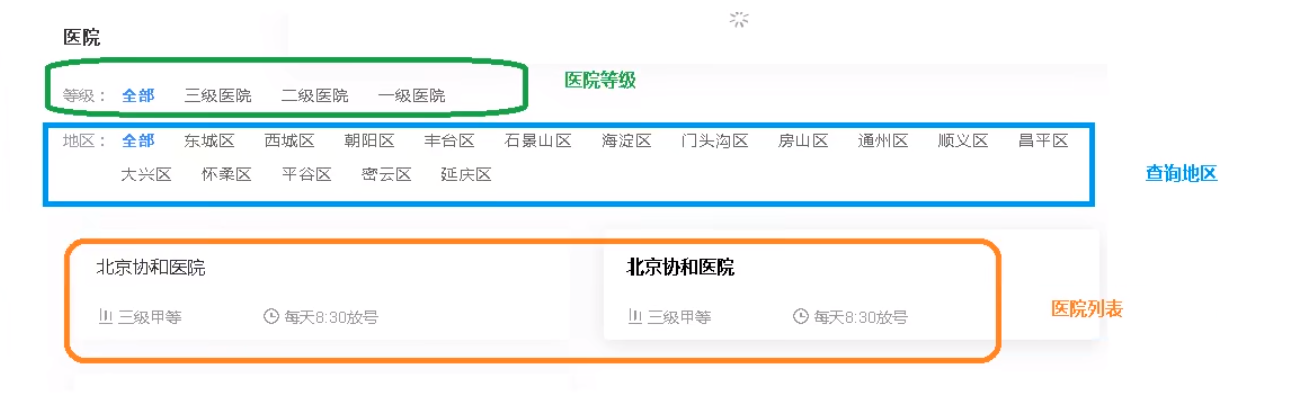 医院
等级： 全部 三级医院 二级医院 一级医院 医院等级
地区： 全部 东城区 西城区 朝阳区 丰台区 石景山区 海淀区 门头沟区 房山区 通州区 顺义区 昌平区
大兴区 怀柔区 平谷区 密云区 延庆区 查询地区
北京协和医院 北京协和医院
三级甲等 每天8:30放号 三级甲等 每天8:30放号 医院列表